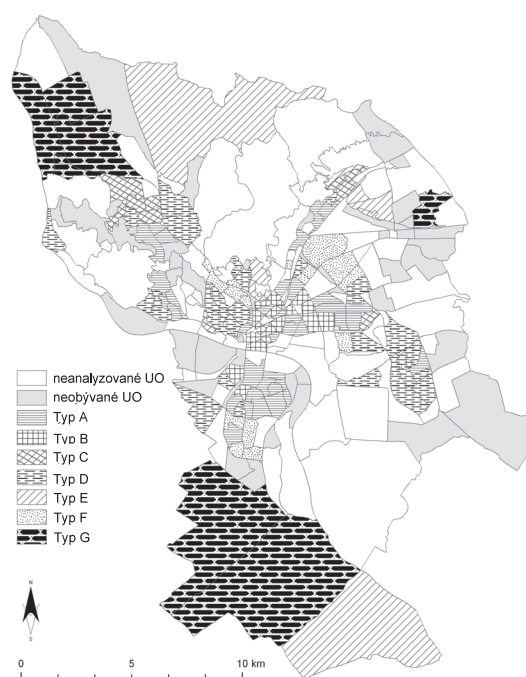 neanalyzované UO
neobývané UO
Typ A
Typ B
Typ C
Typ D
Typ E
Typ F
Typ G
N
S
0 5 10 km